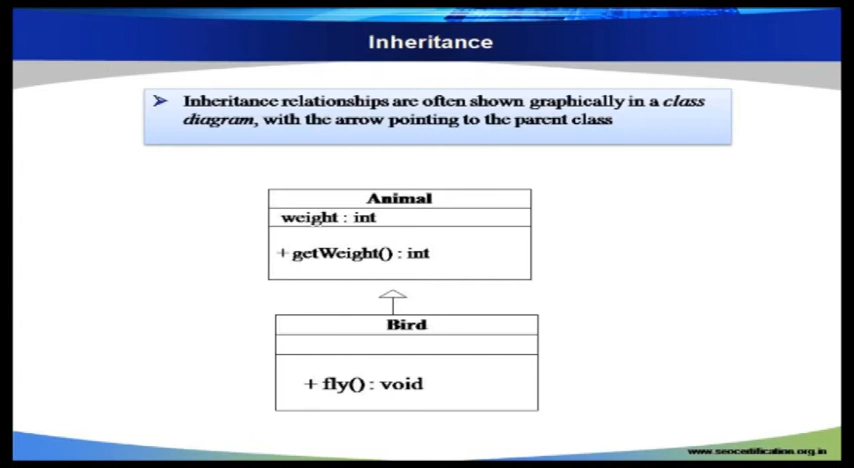 Inheritance
➢ Inheritance relationships are often shown graphically in a class
diagram, with the arrow pointing to the parent class
Animal
weight : int
+ getWeight() : int
Bird
+ fly() : void
www.seocertification.org.in